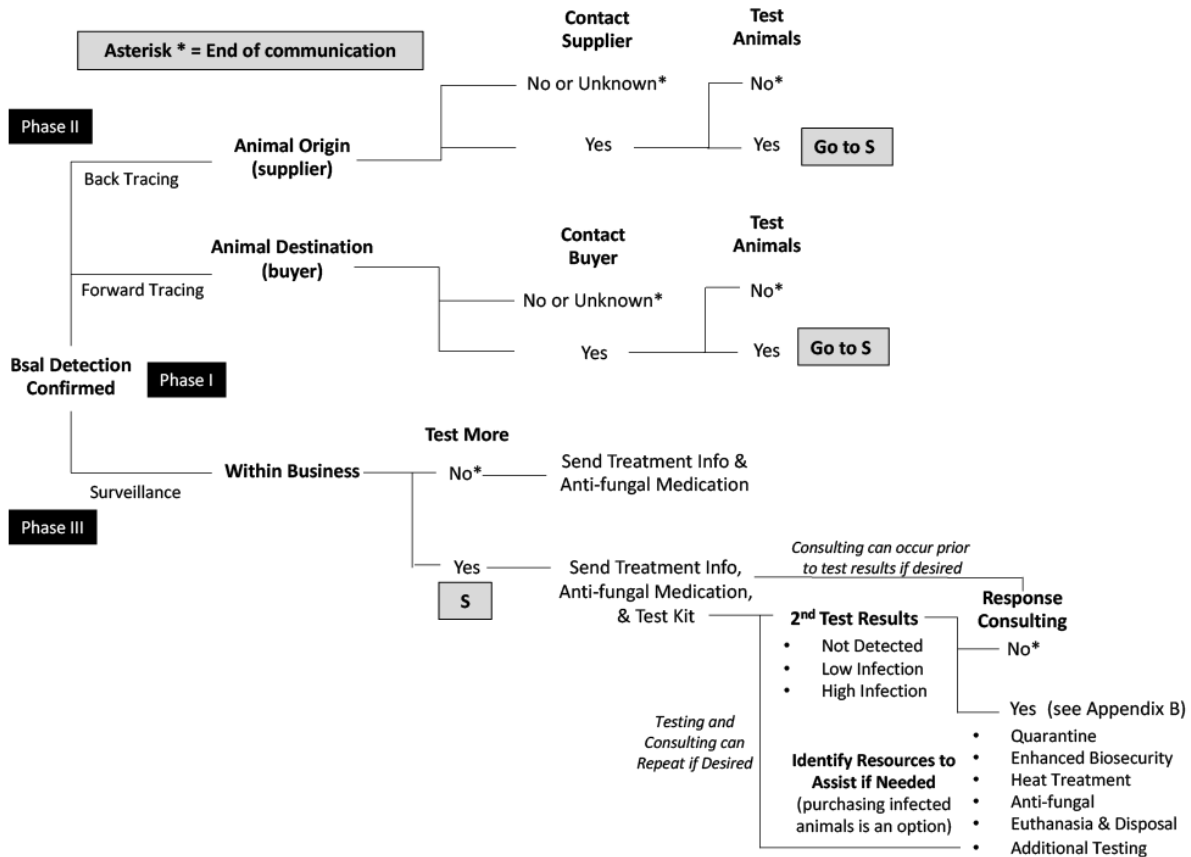 Asterisk * = End of communication
Contact
Supplier
Test
Animals
No or Unknown*
No*
Phase II
Animal Origin
(supplier)
Yes
Yes
Go to S
Back Tracing
Animal Destination
(buyer)
Contact
Buyer
Test
Animals
Forward Tracing
No or Unknown*
No*
Yes
Yes
Go to S
Bsal Detection
Confirmed
Phase I
Test More
Within Business
No*
Send Treatment Info &
Anti-fungal Medication
Surveillance
Phase III
Yes
S
Send Treatment Info,
Anti-fungal Medication,
& Test Kit
Consulting can occur prior
to test results if desired
Response
Consulting
2nd Test Results
• Not Detected
• Low Infection
• High Infection
No*
Yes (see Appendix B)
• Quarantine
• Enhanced Biosecurity
• Heat Treatment
• Anti-fungal
• Euthanasia & Disposal
• Additional Testing
Testing and
Consulting can
Repeat if Desired
Identify Resources to
Assist if Needed
(purchasing infected
animals is an option)